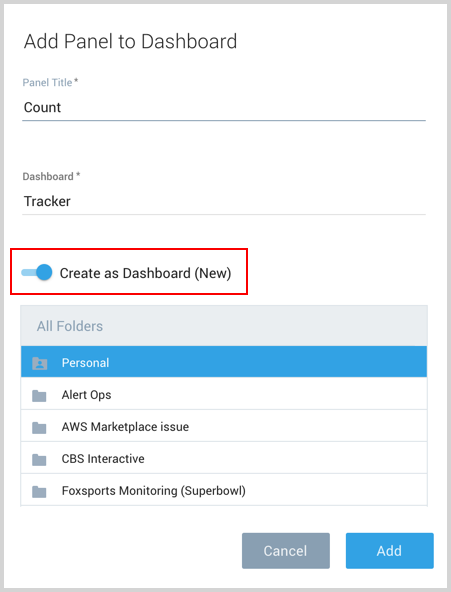 Add Panel to Dashboard
Panel Title *
Count
Dashboard *
Tracker
Create as Dashboard (New)
All Folders
Personal
Alert Ops
AWS Marketplace issue
CBS Interactive
Foxsports Monitoring (Superbowl)
Cancel Add